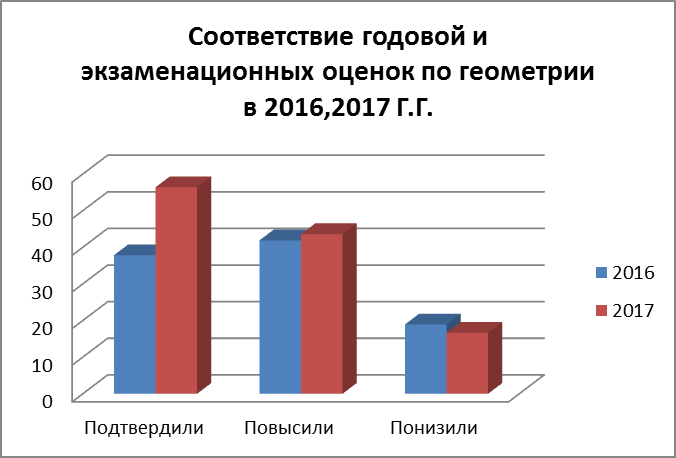 Соответствие годовой и
экзаменационных оценок по геометрии
в 2016,2017 Г.Г.
60
50
40
30
20
10
0
Подтвердили
Повысили
Понизили
2016
2017